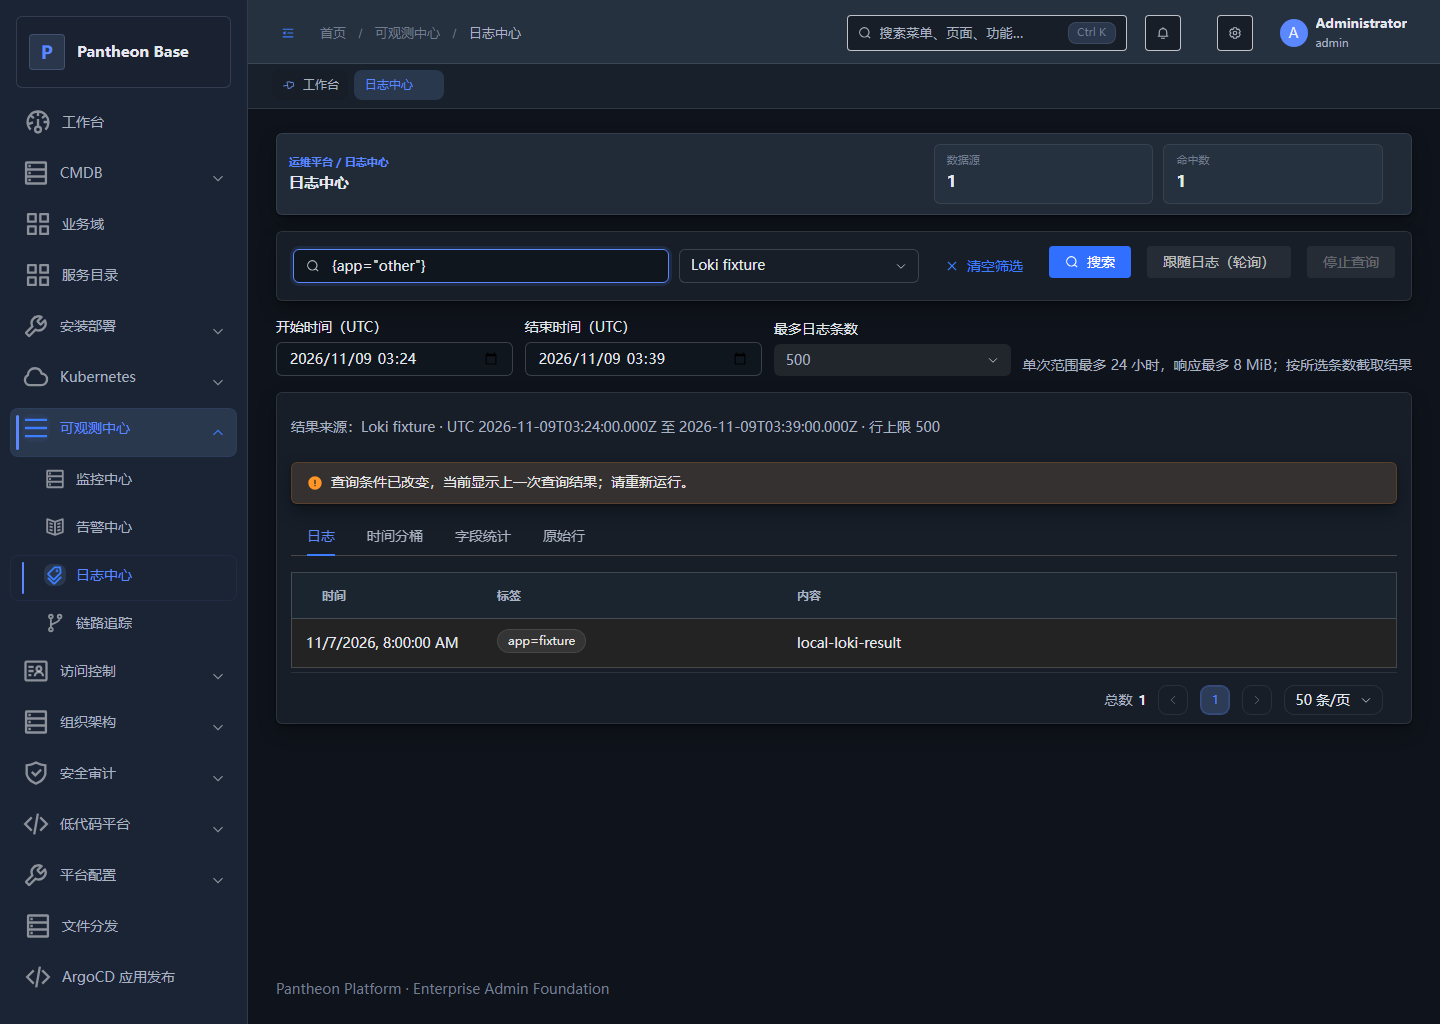 P Pantheon Base
首页 / 可观测中心 / 日志中心
搜索菜单、页面、功能... Ctrl K
A Administrator
admin
工作台 日志中心
工作台
CMDB
业务域
服务目录
安装部署
Kubernetes
可观测中心
监控中心
告警中心
日志中心
链路追踪
访问控制
组织架构
安全审计
低代码平台
平台配置
文件分发
ArgoCD 应用发布
运维平台 / 日志中心
日志中心
数据源
1
命中数
1
{app="other"} Loki fixture 清空筛选 搜索 跟随日志（轮询） 停止查询
开始时间（UTC） 结束时间（UTC） 最多日志条数
2026/11/09 03:24 2026/11/09 03:39 500 单次范围最多 24 小时，响应最多 8 MiB；按所选条数截取结果
结果来源：Loki fixture · UTC 2026-11-09T03:24:00.000Z 至 2026-11-09T03:39:00.000Z · 行上限 500
查询条件已改变，当前显示上一次查询结果；请重新运行。
日志 时间分桶 字段统计 原始行
时间 标签 内容
11/7/2026, 8:00:00 AM app=fixture local-loki-result
总数 1 1 50 条/页
Pantheon Platform · Enterprise Admin Foundation